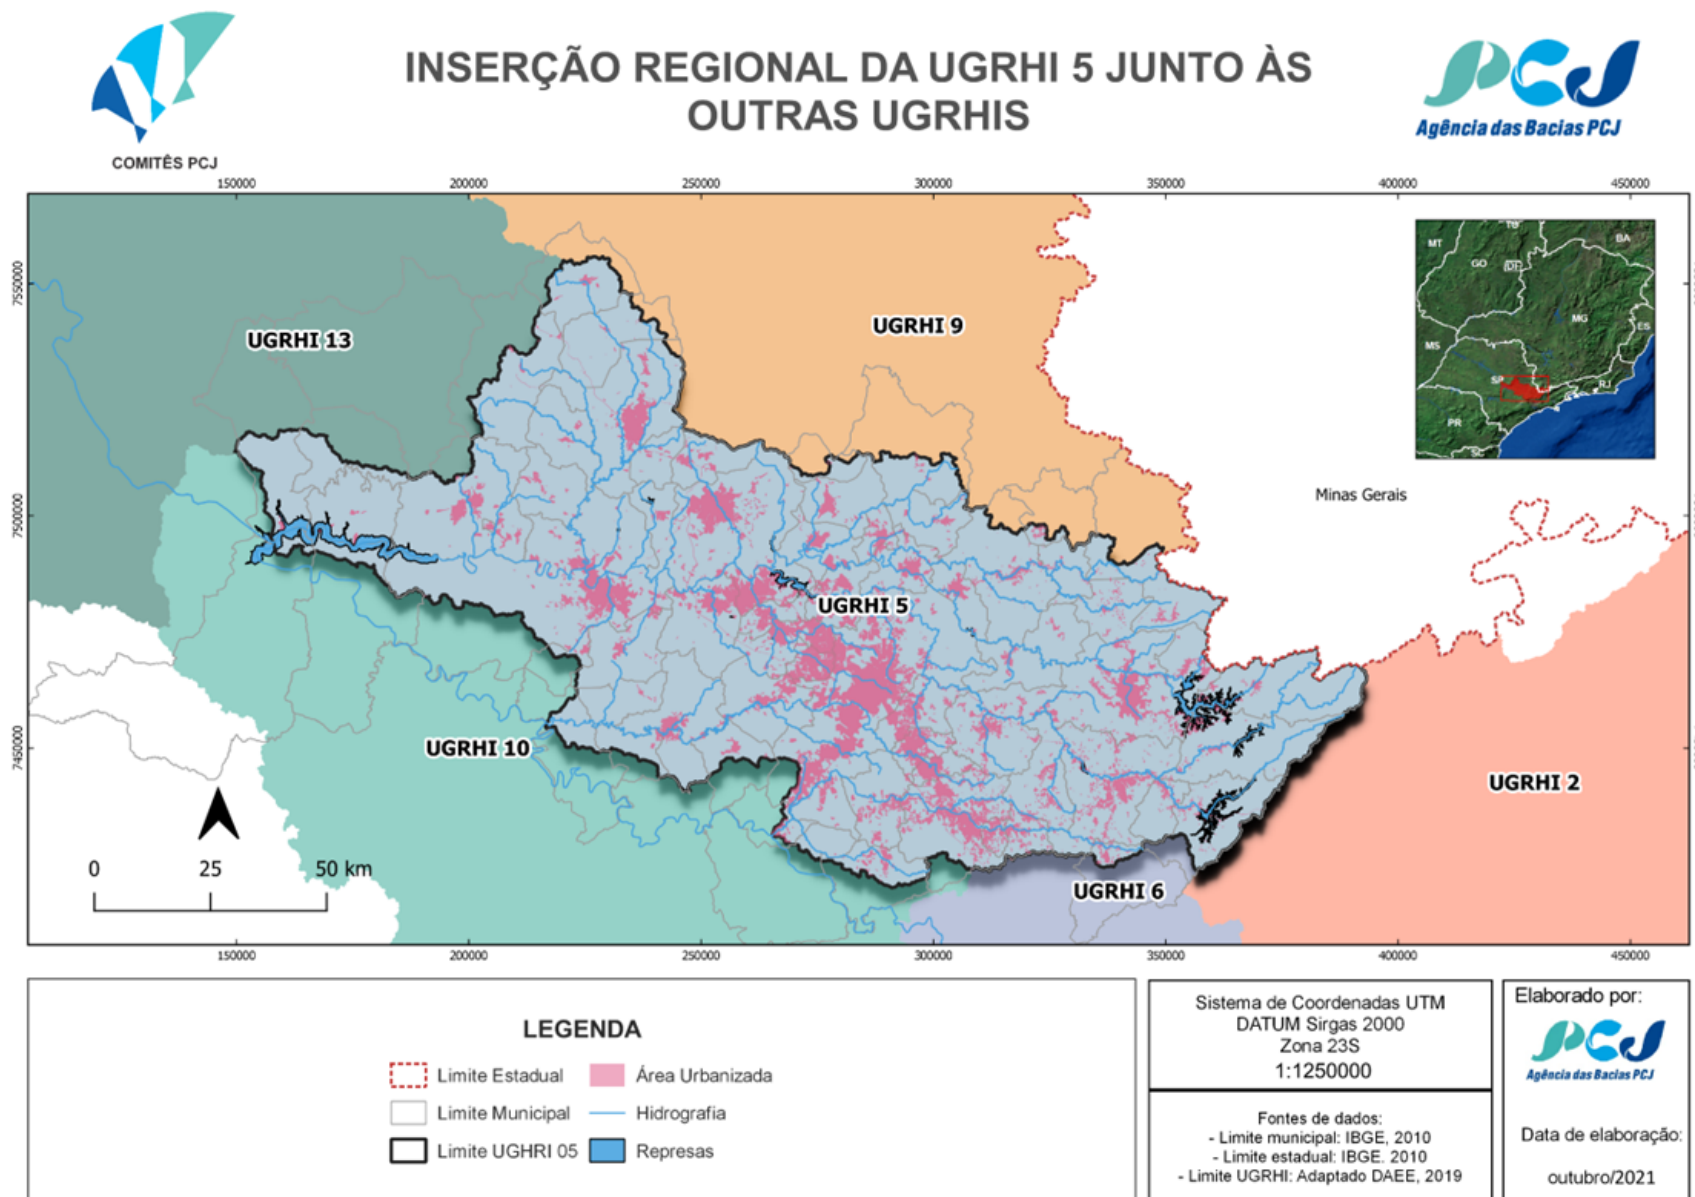 INSERÇÃO REGIONAL DA UGRHI 5 JUNTO ÀS
OUTRAS UGRHIS
COMITÊS PCJ
PCJ
Agência das Bacias PCJ
150000 200000 250000 300000 350000 400000 450000
7550000
7500000
7450000
UGRHI 13
UGRHI 9
UGRHI 5
UGRHI 10
UGRHI 2
UGRHI 6
Minas Gerais
MT
GO
DF
BA
MG
ES
MS
SP
RJ
PR
0 25 50 km
150000 200000 250000 300000 350000 400000 450000
LEGENDA
Limite Estadual
Área Urbanizada
Limite Municipal
Hidrografia
Limite UGHRI 05
Represas
Sistema de Coordenadas UTM
DATUM Sirgas 2000
Zona 23S
1:1250000
Fontes de dados:
- Limite municipal: IBGE, 2010
- Limite estadual: IBGE. 2010
- Limite UGRHI: Adaptado DAEE, 2019
Elaborado por:
PCJ
Agência das Bacias PCJ
Data de elaboração:
outubro/2021